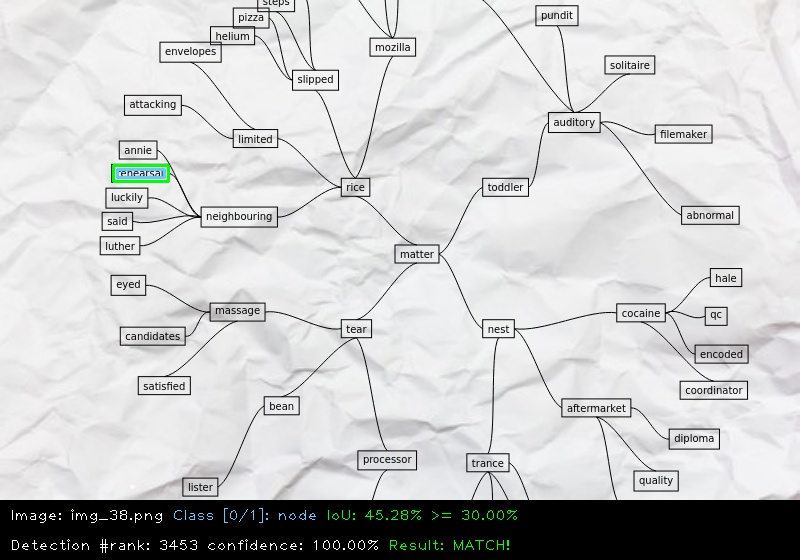 steps
pundit
pizza
helium
mozilla
envelopes
solitaire
slipped
attacking
auditory
filemaker
limited
annie
rehearsal
rice
toddler
luckily
said
neighbouring
abnormal
luther
matter
hale
eyed
massage
cocaine
qc
candidates
tear
nest
encoded
satisfied
coordinator
bean
aftermarket
diploma
processor
trance
quality
lister
Image: img_38.png Class [0/1]: node IoU: 45.28% >= 30.00%
Detection #rank: 3453 confidence: 100.00% Result: MATCH!